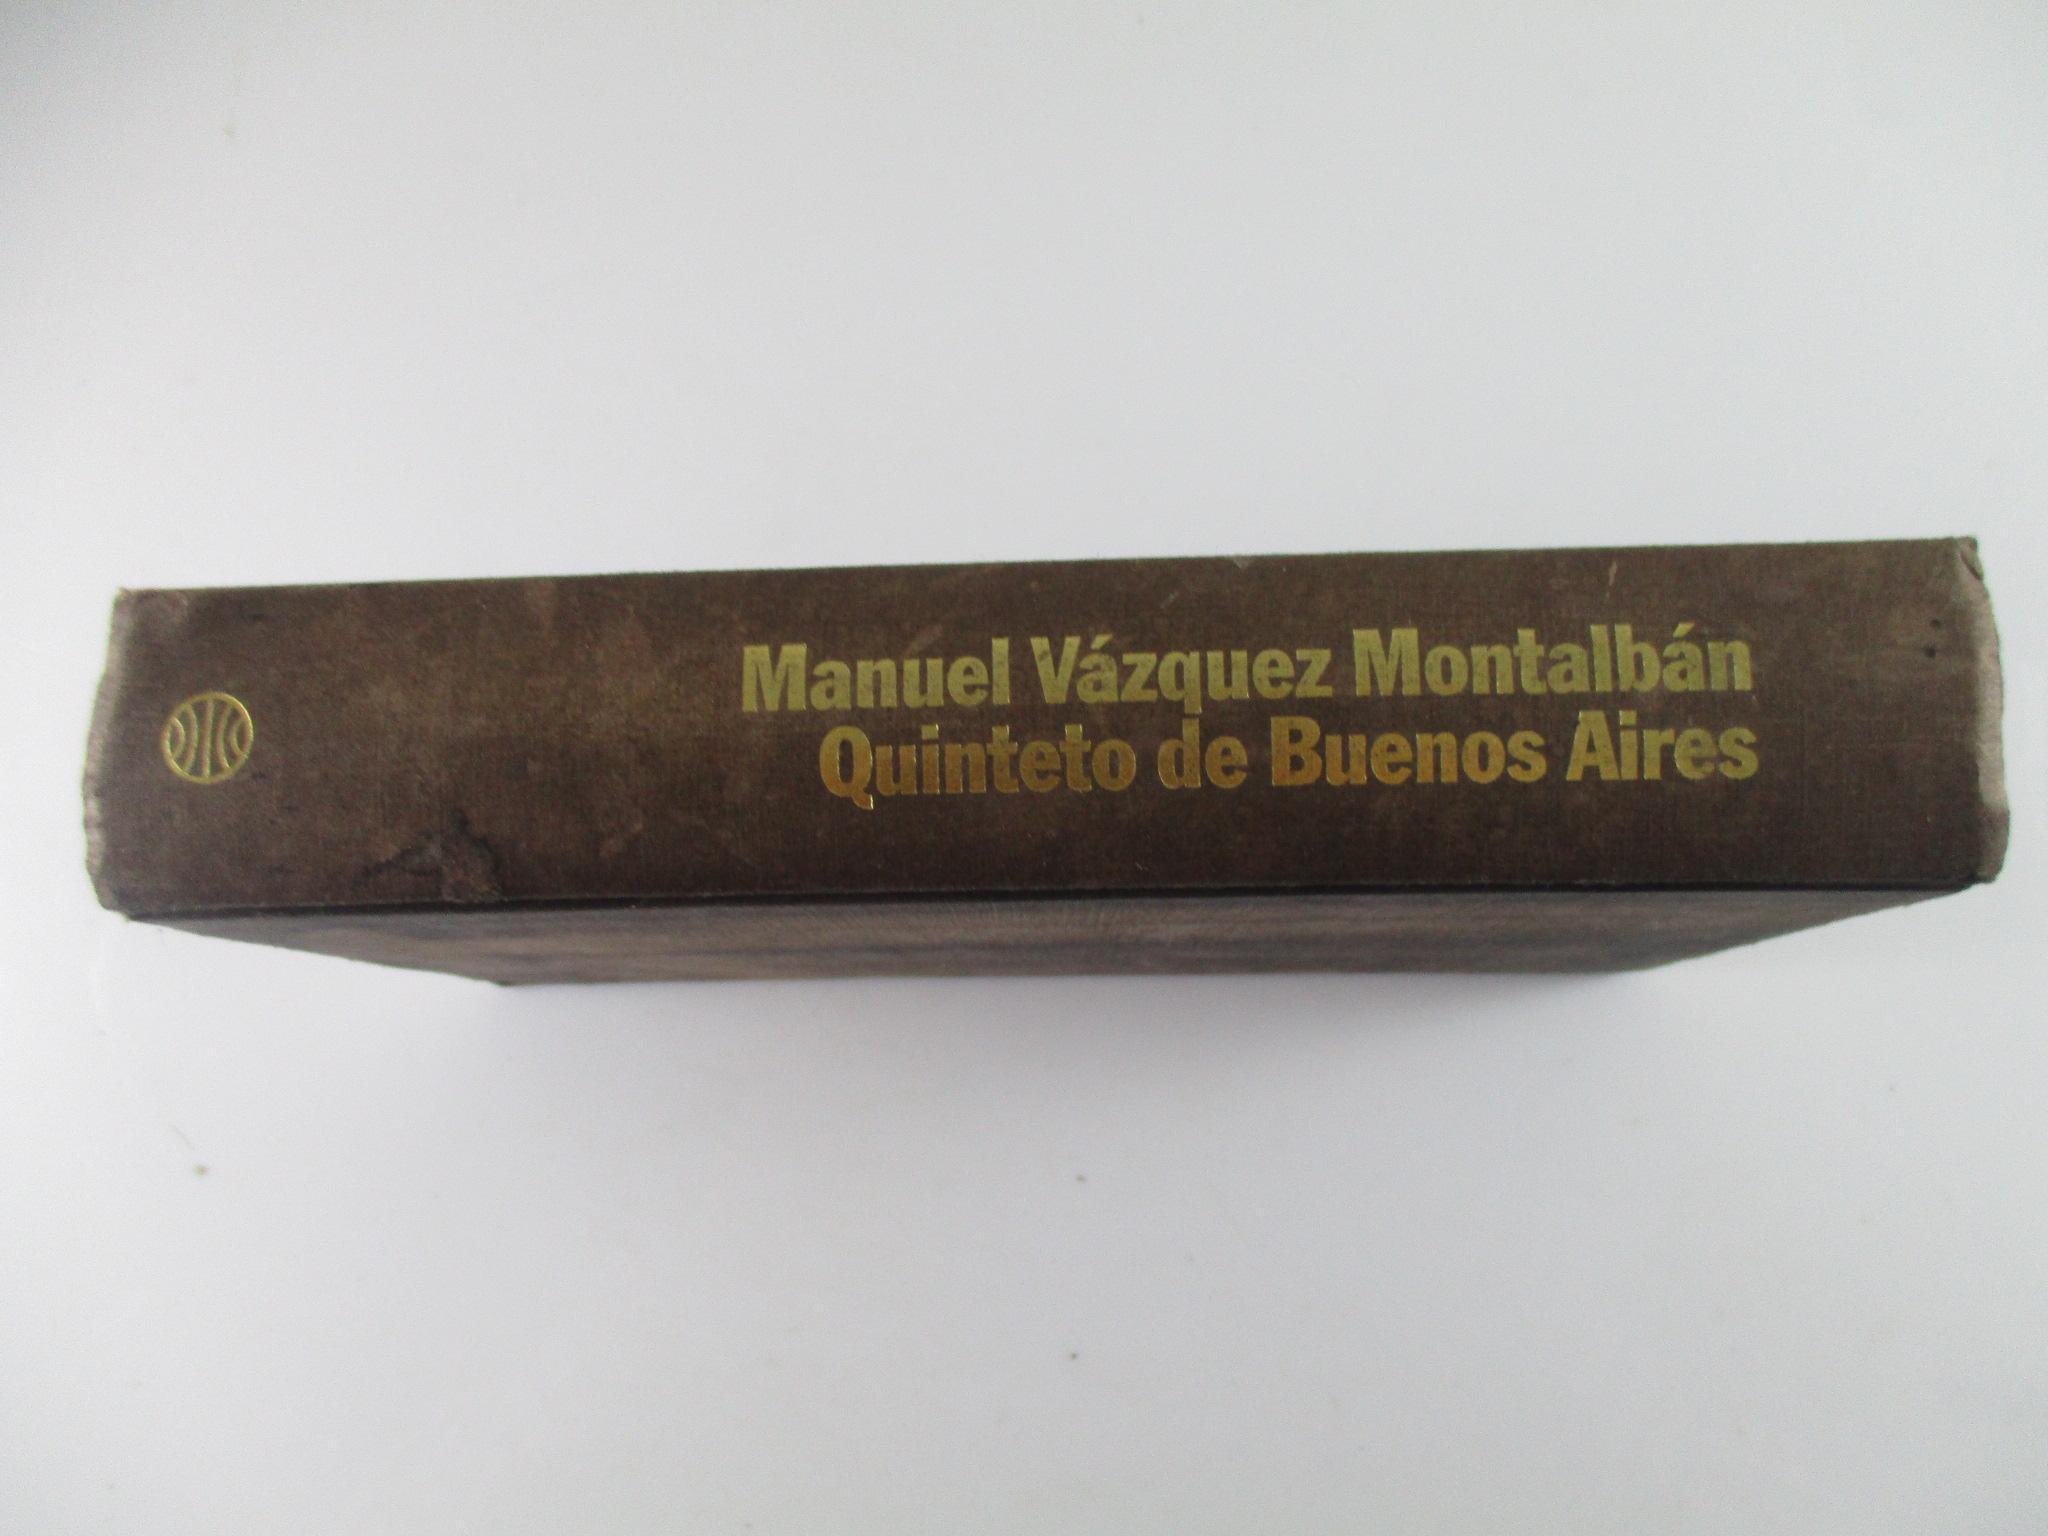 Manuel Vázquez Montalbán
Quinteto de Buenos Aires